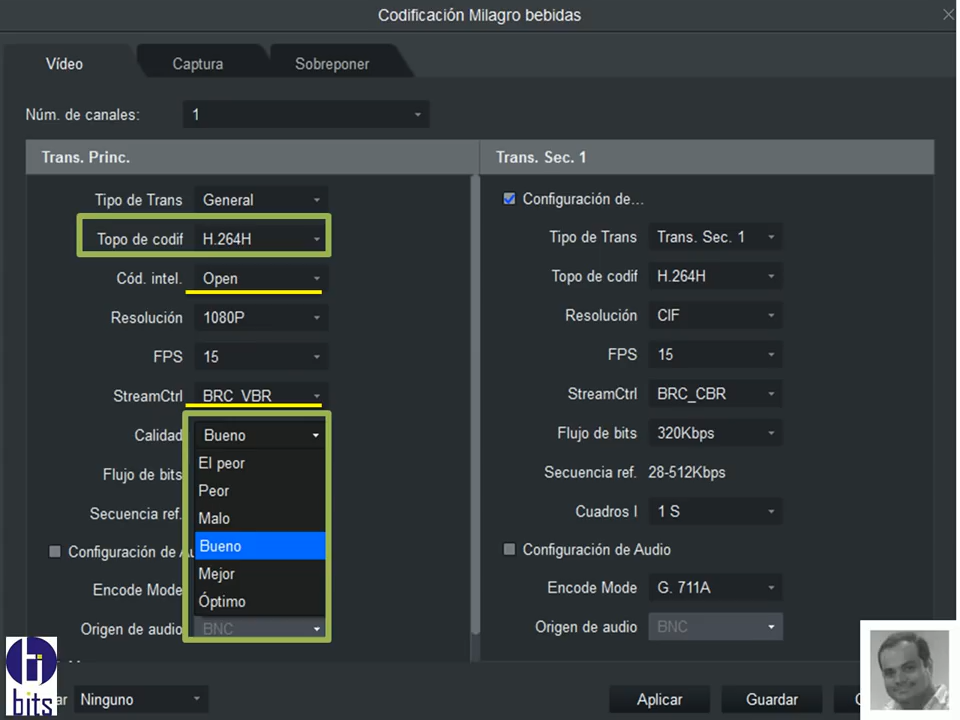 Codificación Milagro bebidas
Vídeo Captura Sobreponer
Núm. de canales: 1
Trans. Princ.
Tipo de Trans General
Topo de codif H.264H
Cód. intel. Open
Resolución 1080P
FPS 15
StreamCtrl BRC_VBR
Calidad Bueno
El peor
Flujo de bits Peor
Malo
Secuencia ref.
Bueno
Configuración de Au
Mejor
Encode Mode
Óptimo
Origen de audio BNC
Trans. Sec. 1
Configuración de...
Tipo de Trans Trans. Sec. 1
Topo de codif H.264H
Resolución CIF
FPS 15
StreamCtrl BRC_CBR
Flujo de bits 320Kbps
Secuencia ref. 28-512Kbps
Cuadros I 1 S
Configuración de Audio
Encode Mode G. 711A
Origen de audio BNC
Ninguno Aplicar Guardar
bits